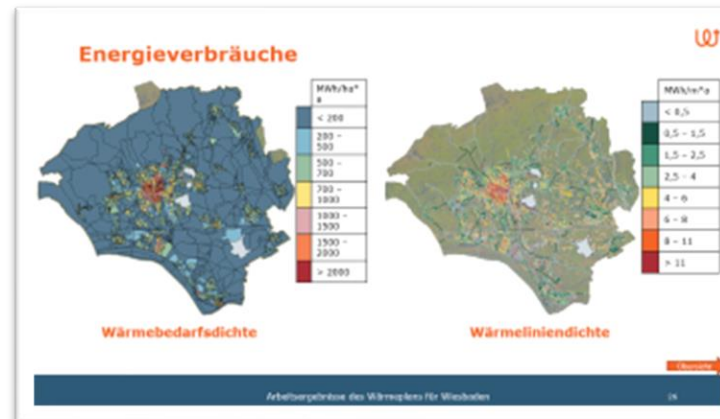 Energieverbräuche
MWh/ha*
a
< 200
200 –
500
500 –
700
700 –
1000
1000 –
1500
1500 –
2000
> 2000
Wärmebedarfsdichte
MWh/m*a
< 0,5
0,5 – 1,5
1,5 – 2,5
2,5 – 4
4 – 6
6 – 8
8 – 11
> 11
Wärmeliniendichte
Übersicht
Arbeitsergebnisse des Wärmeplans für Wiesbaden